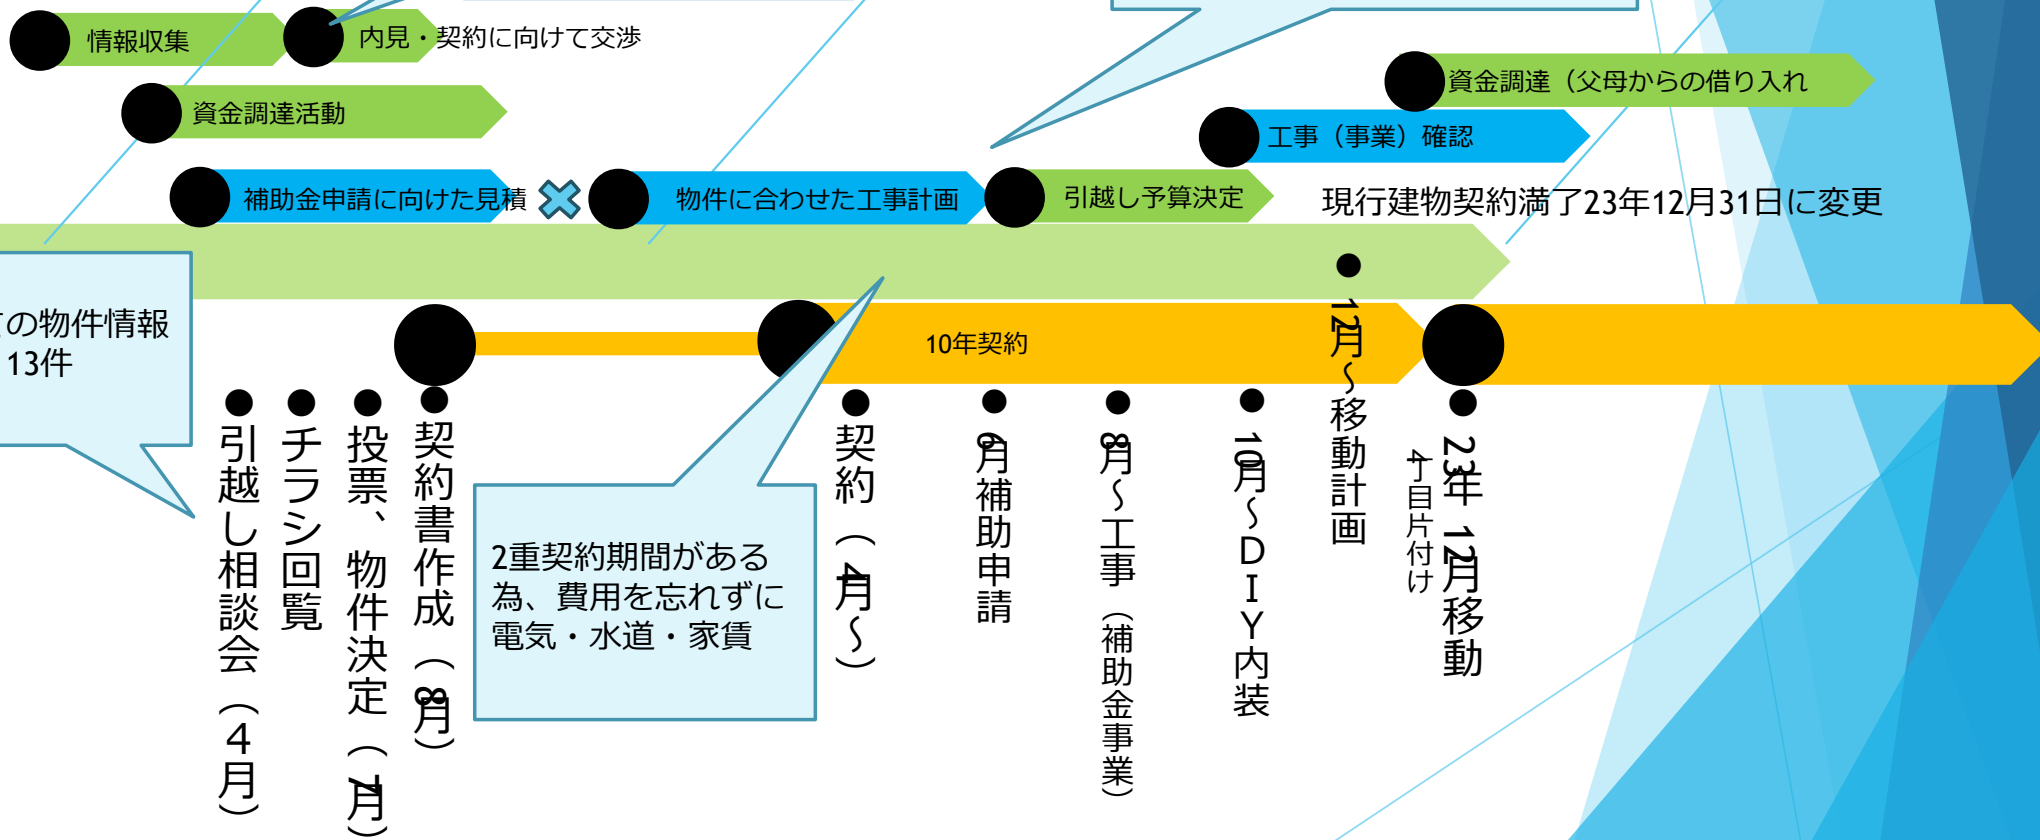 情報収集
内見・契約に向けて交渉
資金調達活動
資金調達（父母からの借り入れ
工事（事業）確認
補助金申請に向けた見積
物件に合わせた工事計画
引越し予算決定
現行建物契約満了23年12月31日に変更
の物件情報
13件
10年契約
引越し相談会（４月）
チラシ回覧
投票、物件決定（7月）
契約書作成（8月）
2重契約期間がある
為、費用を忘れずに
電気・水道・家賃
契約（4月～）
6月補助申請
8月～工事（補助金事業）
10月～ＤＩＹ内装
12月～移動計画
4丁目片付け
23年 12月移動